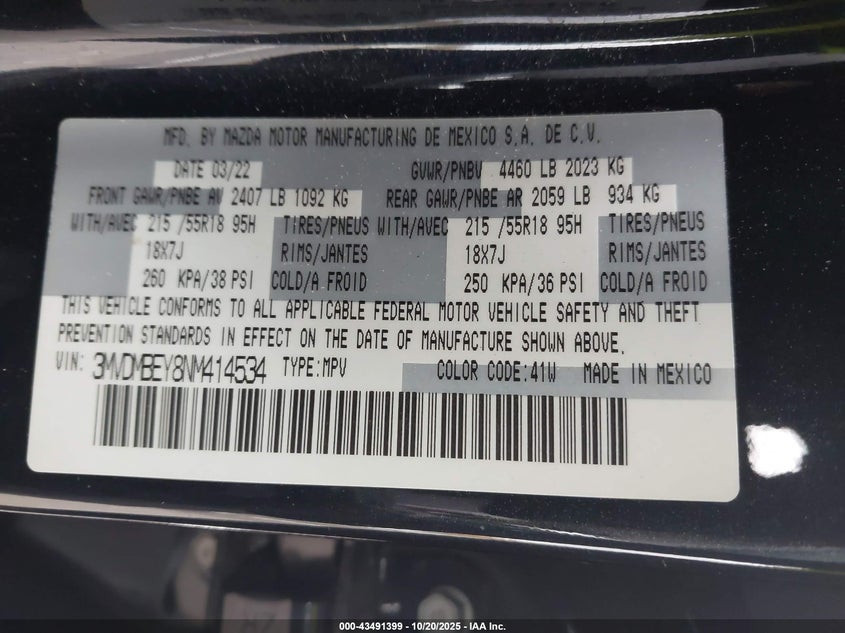 MFD. BY MAZDA MOTOR MANUFACTURING DE MEXICO S.A. DE C.V.
DATE 03/22 GVWR/PNBV 4460 LB 2023 KG
FRONT GAWR/PNBE AV 2407 LB 1092 KG REAR GAWR/PNBE AR 2059 LB 934 KG
WITH/AVEC 215 /55R18 95H TIRES/PNEUS WITH/AVEC 215 /55R18 95H TIRES/PNEUS
18X7J RIMS/JANTES 18X7J RIMS/JANTES
260 KPA/38 PSI COLD/A FROID 250 KPA/36 PSI COLD/A FROID
THIS VEHICLE CONFORMS TO ALL APPLICABLE FEDERAL MOTOR VEHICLE SAFETY AND THEFT
PREVENTION STANDARDS IN EFFECT ON THE DATE OF MANUFACTURE SHOWN ABOVE.
VIN: 3MVDMBEY8NM414534 TYPE:MPV COLOR CODE:41W MADE IN MEXICO
000-43491399 - 10/20/2025 - IAA Inc.